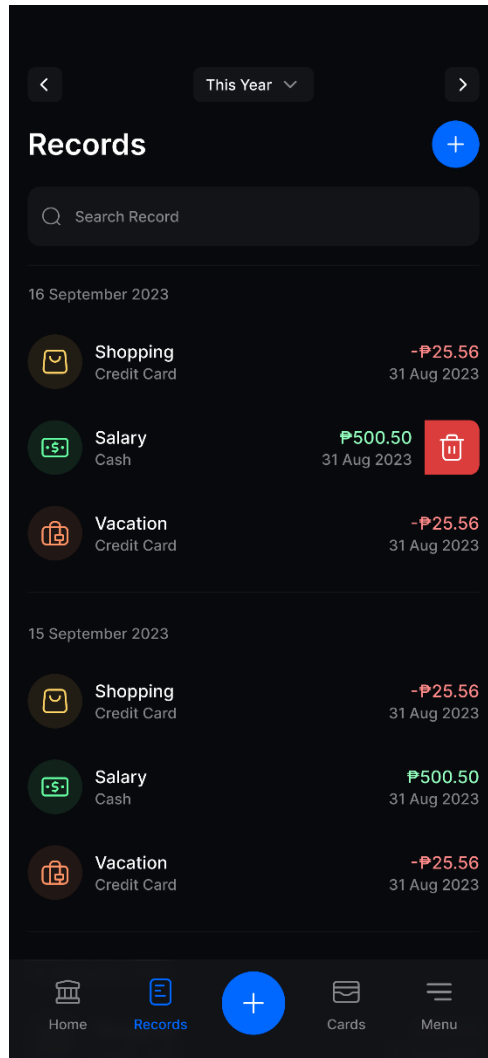 This Year
Records
Search Record
16 September 2023
Shopping -₱25.56
Credit Card 31 Aug 2023
Salary ₱500.50
Cash 31 Aug 2023
Vacation -₱25.56
Credit Card 31 Aug 2023
15 September 2023
Shopping -₱25.56
Credit Card 31 Aug 2023
Salary ₱500.50
Cash 31 Aug 2023
Vacation -₱25.56
Credit Card 31 Aug 2023
Home Records Cards Menu